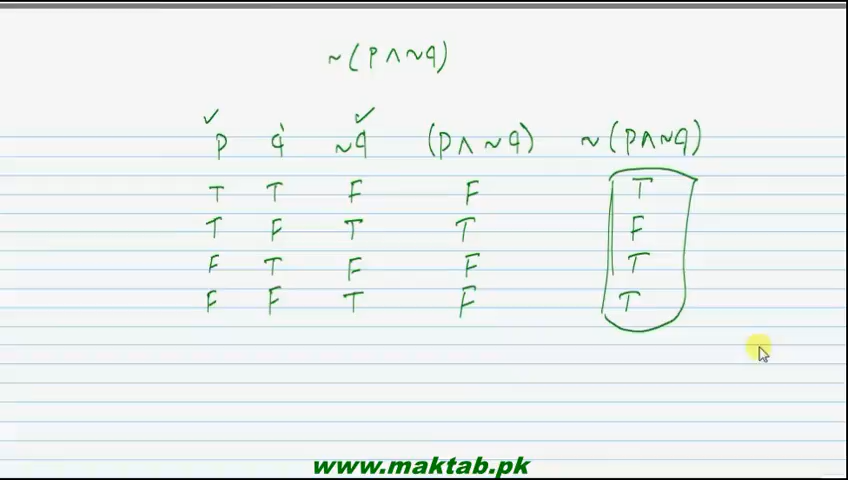 ~(P∧~q)
✓ ✓
P q ~q (P∧~q) ~(P∧~q)
T T F F T
T F T T F
F T F F T
F F T F T
www.maktab.pk